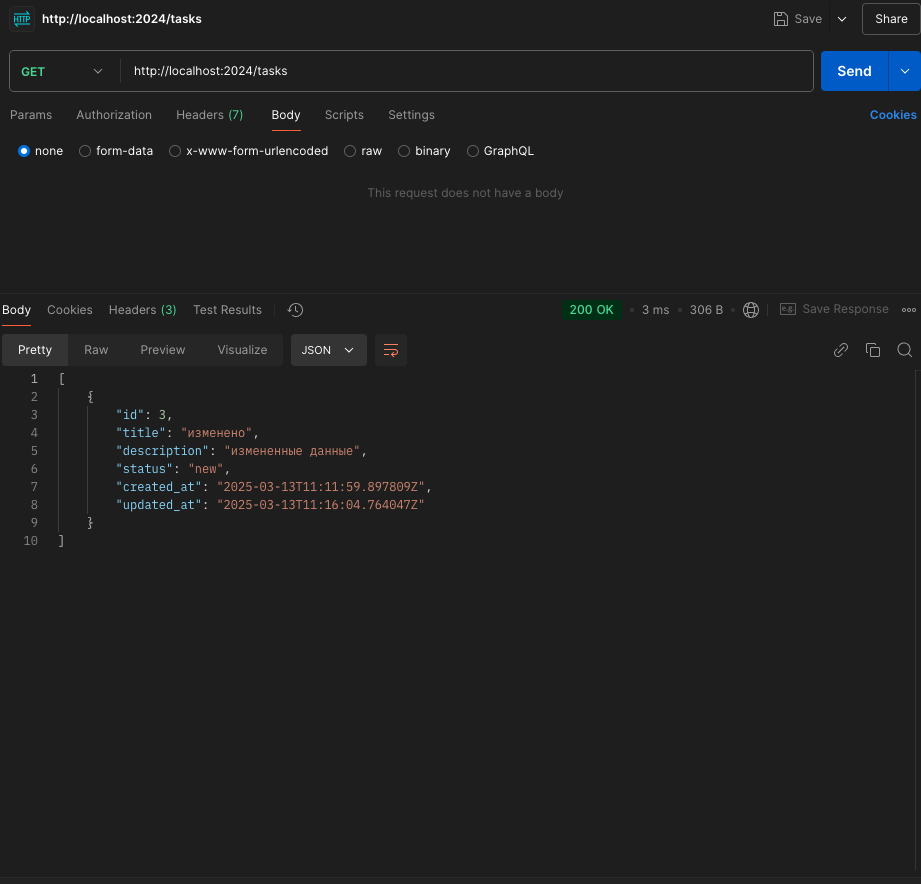 HTTP http://localhost:2024/tasks Save Share
GET http://localhost:2024/tasks Send
Params Authorization Headers (7) Body Scripts Settings Cookies
none form-data x-www-form-urlencoded raw binary GraphQL
This request does not have a body
Body Cookies Headers (3) Test Results 200 OK • 3 ms • 306 B • e.g. Save Response
Pretty Raw Preview Visualize JSON
1 [
2 {
3 "id": 3,
4 "title": "изменено",
5 "description": "измененные данные",
6 "status": "new",
7 "created_at": "2025-03-13T11:11:59.897809Z",
8 "updated_at": "2025-03-13T11:16:04.764047Z"
9 }
10 ]